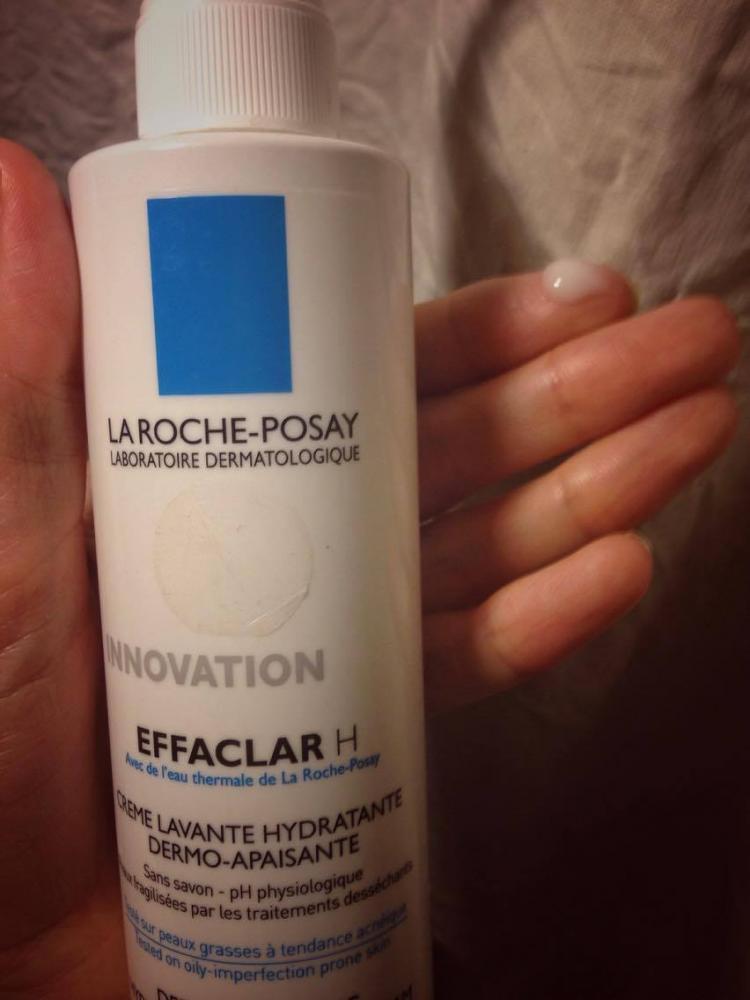 LA ROCHE-POSAY
LABORATOIRE DERMATOLOGIQUE
INNOVATION
EFFACLAR H
Avec de l'eau thermale de La Roche-Posay
CREME LAVANTE HYDRATANTE
DERMO-APAISANTE
Sans savon - pH physiologique
fragilisées par les traitements desséchants
sur peaux grasses à tendance acnéique
Tested on oily-imperfection prone skin